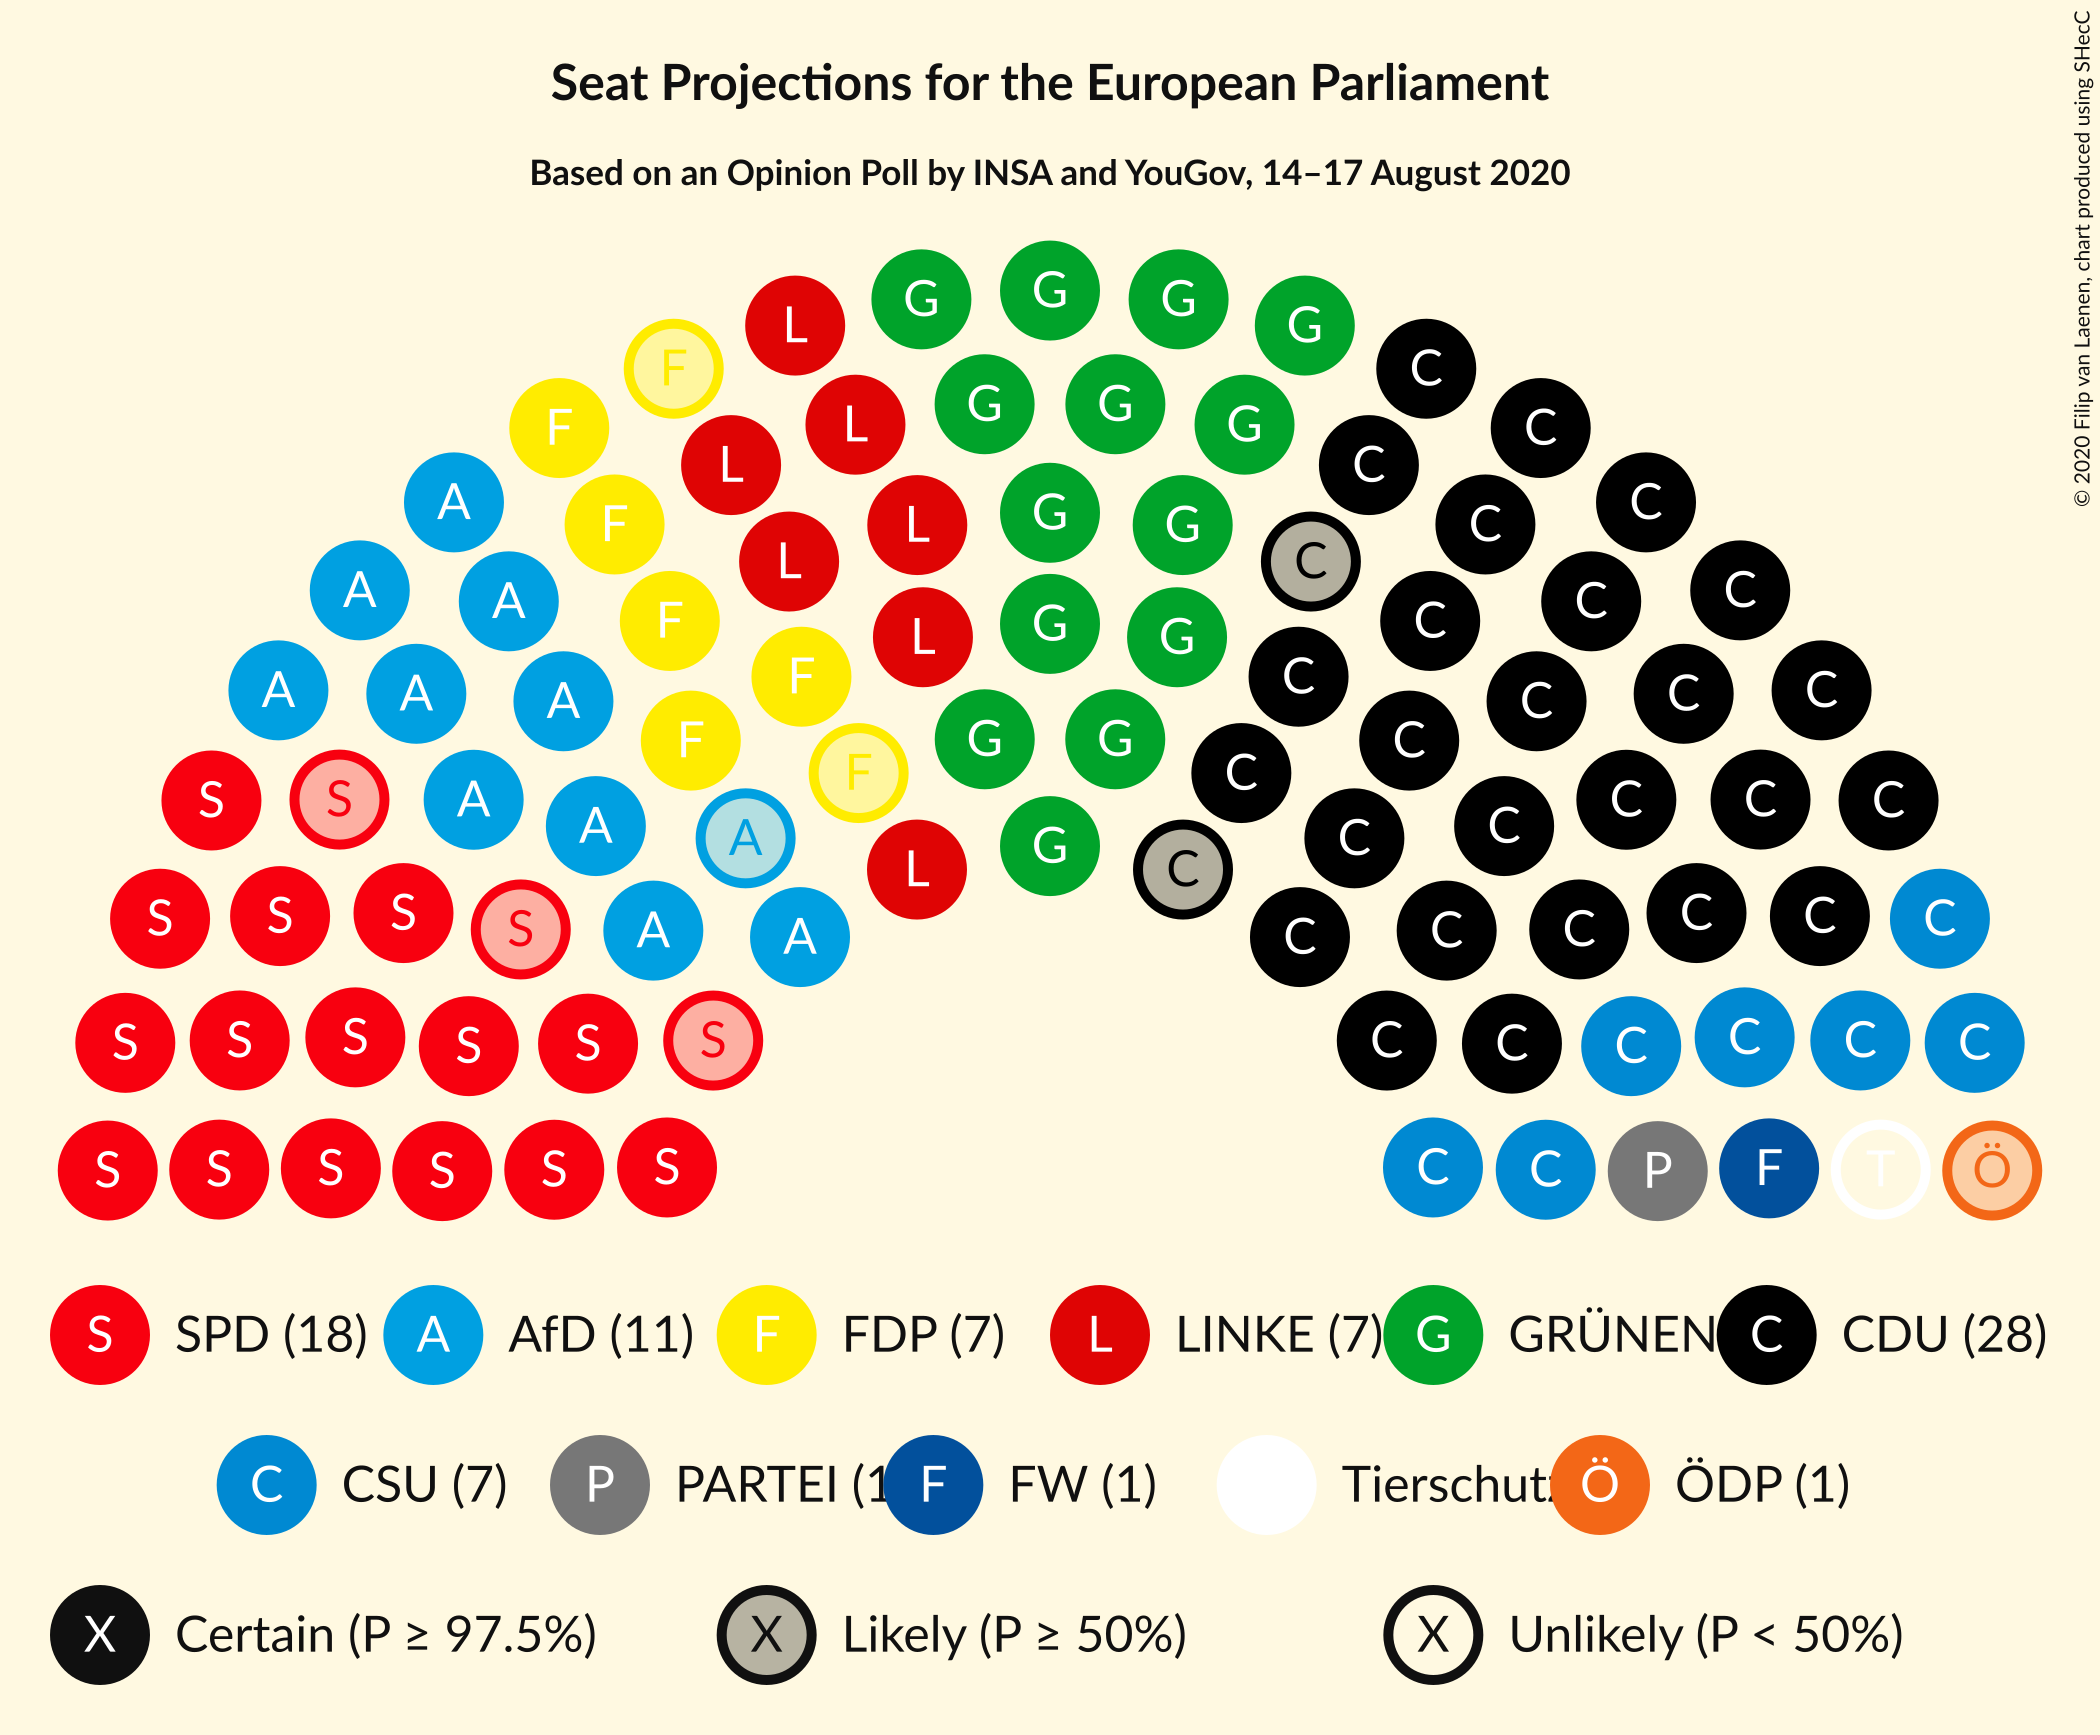 Seat Projections for the European Parliament
Based on an Opinion Poll by INSA and YouGov, 14–17 August 2020
© 2020 Filip van Laenen, chart produced using SHecC
G
G G
L G
F G G C
F L G C
A L G C
F L G G C C
A A F L C C
F G G C
A A A F L F G G C C C C C
S S A A A F G G C C C C C C
S S S S A A L G C C C C C C C C
S S S S S S C C C C C C
S S S S S S C C P F T Ö
S SPD (18) A AfD (11) F FDP (7) L LINKE (7) G GRÜNEN C CDU (28)
C CSU (7) P PARTEI (1 F FW (1) Tierschutz Ö ÖDP (1)
X Certain (P ≥ 97.5%) X Likely (P ≥ 50%) X Unlikely (P < 50%)